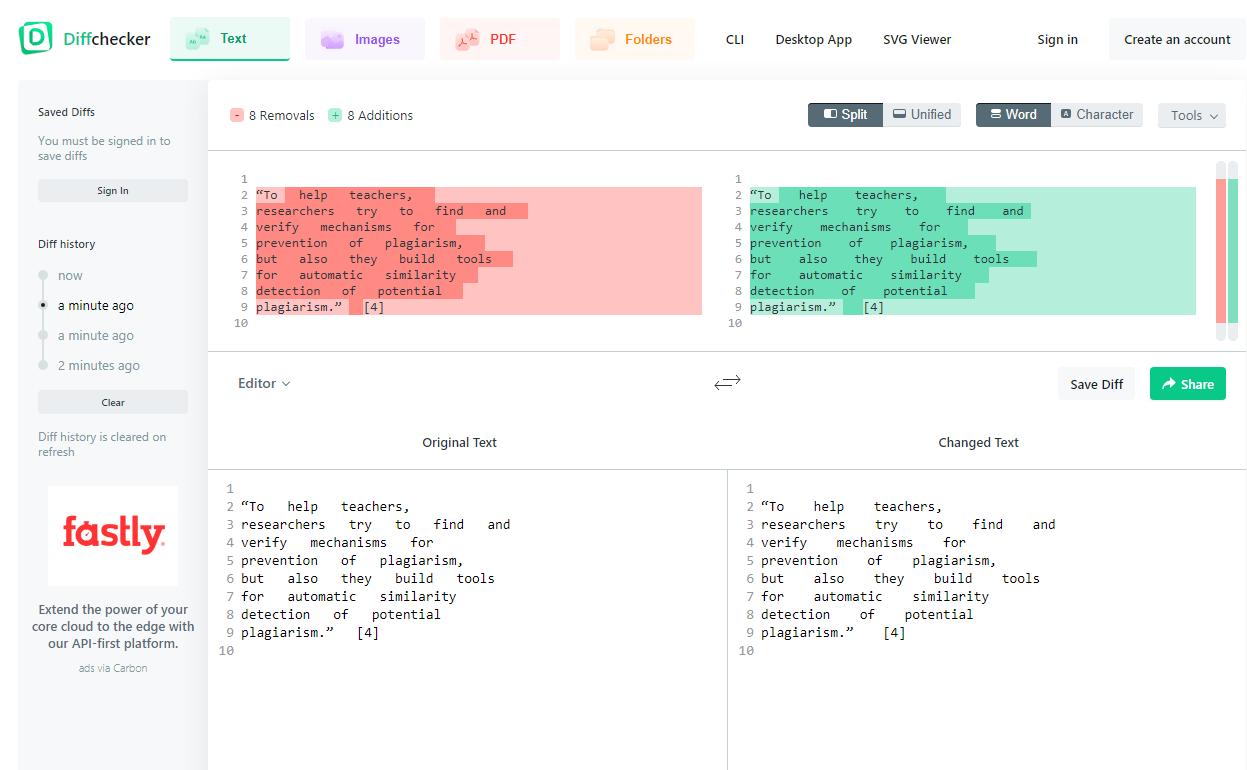 Diffchecker Text Images PDF Folders CLI Desktop App SVG Viewer Sign in Create an account
Saved Diffs
You must be signed in to
save diffs
Sign In
Diff history
now
a minute ago
a minute ago
2 minutes ago
Clear
Diff history is cleared on
refresh
fastly
Extend the power of your
core cloud to the edge with
our API-first platform.
ads via Carbon
- 8 Removals + 8 Additions Split Unified Word Character Tools
1
2 “To help teachers,
3 researchers try to find and
4 verify mechanisms for
5 prevention of plagiarism,
6 but also they build tools
7 for automatic similarity
8 detection of potential
9 plagiarism.” [4]
10
1
2 “To help teachers,
3 researchers try to find and
4 verify mechanisms for
5 prevention of plagiarism,
6 but also they build tools
7 for automatic similarity
8 detection of potential
9 plagiarism.” [4]
10
Editor Save Diff Share
Original Text
1
2 “To help teachers,
3 researchers try to find and
4 verify mechanisms for
5 prevention of plagiarism,
6 but also they build tools
7 for automatic similarity
8 detection of potential
9 plagiarism.” [4]
10
Changed Text
1
2 “To help teachers,
3 researchers try to find and
4 verify mechanisms for
5 prevention of plagiarism,
6 but also they build tools
7 for automatic similarity
8 detection of potential
9 plagiarism.” [4]
10